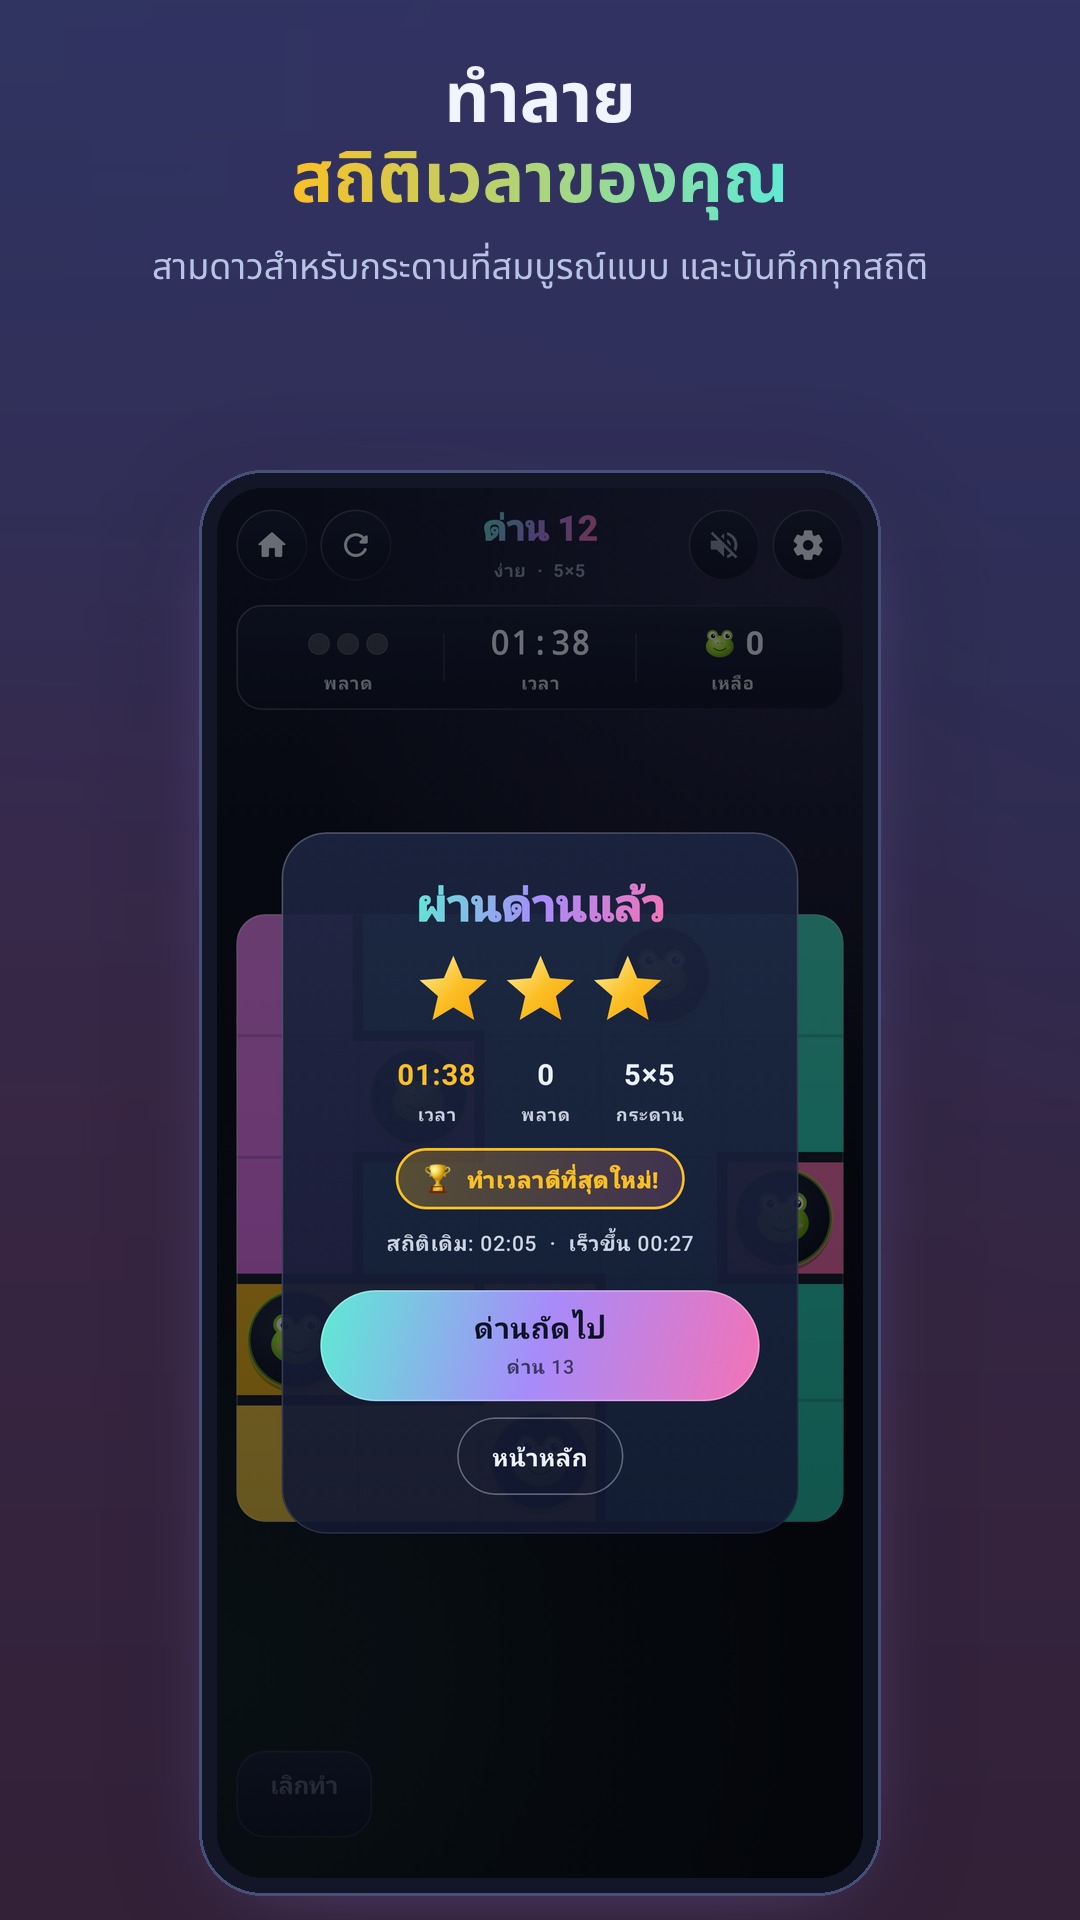 ทำลาย
สถิติเวลาของคุณ
สามดาวสำหรับกระดานที่สมบูรณ์แบบ และบันทึกทุกสถิติ
ด่าน 12
ง่าย · 5×5
01:38
0
พลาด
เวลา
เหลือ
ผ่านด่านแล้ว
01:38
0
5×5
เวลา
พลาด
กระดาน
ทำเวลาดีที่สุดใหม่!
สถิติเดิม: 02:05 · เร็วขึ้น 00:27
ด่านถัดไป
ด่าน 13
หน้าหลัก
เลิกทำ